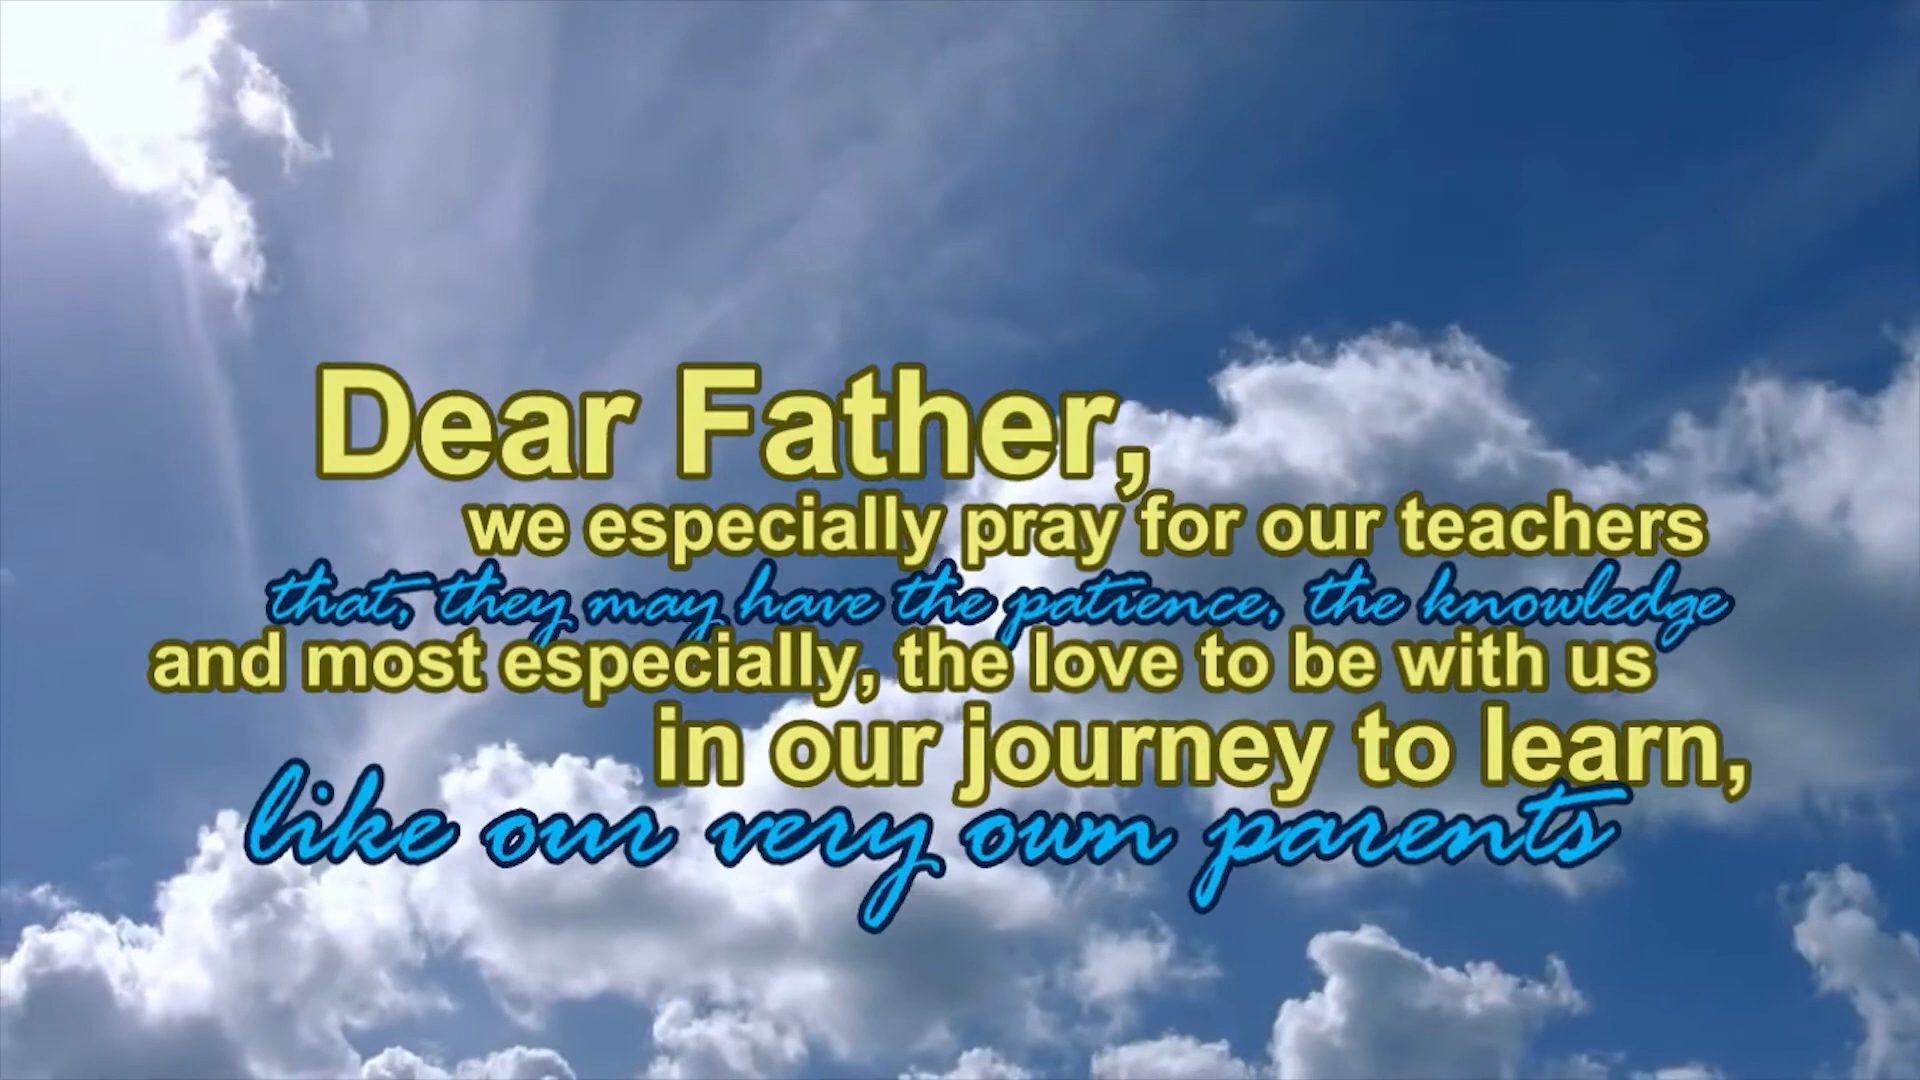 Dear Father,
we especially pray for our teachers
that, they may have the patience, the knowledge
and most especially, the love to be with us
in our journey to learn,
like our very own parents